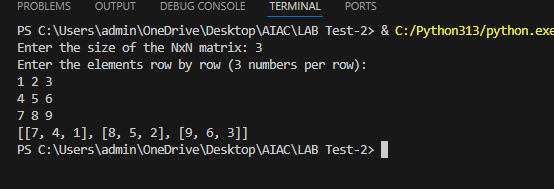 PROBLEMS OUTPUT DEBUG CONSOLE TERMINAL PORTS
PS C:\Users\admin\OneDrive\Desktop\AIAC\LAB Test-2> & C:/Python313/python.exe
Enter the size of the NxN matrix: 3
Enter the elements row by row (3 numbers per row):
1 2 3
4 5 6
7 8 9
[[7, 4, 1], [8, 5, 2], [9, 6, 3]]
PS C:\Users\admin\OneDrive\Desktop\AIAC\LAB Test-2>